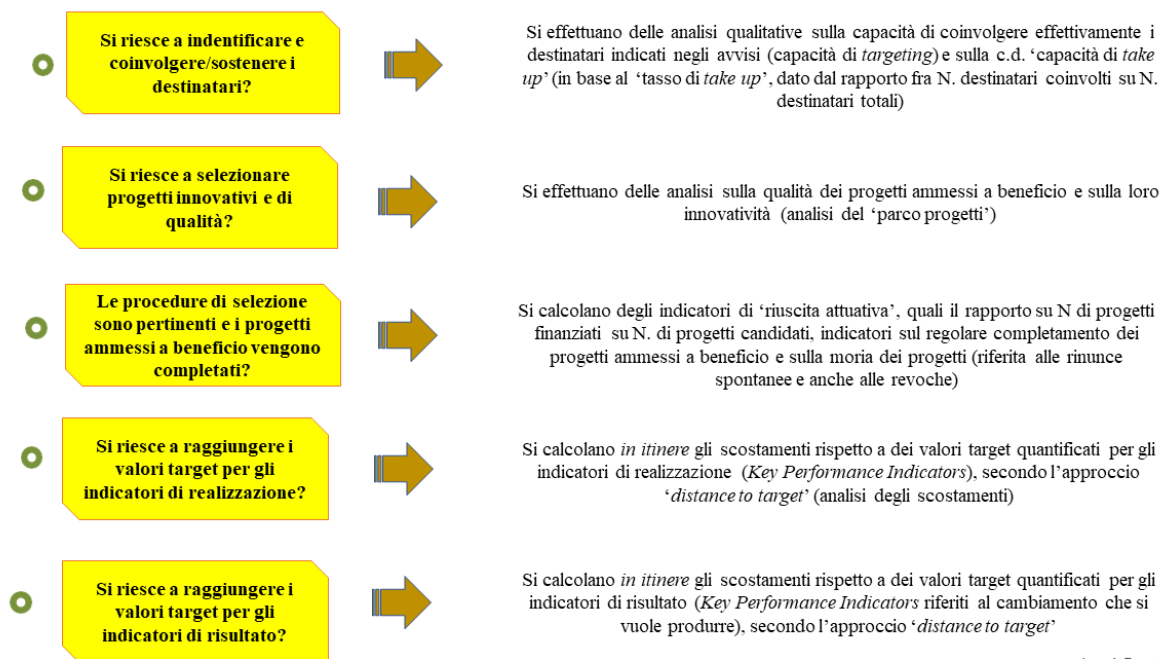 Si riesce a indentificare e
coinvolgere/sostenere i
destinatari?
Si effettuano delle analisi qualitative sulla capacità di coinvolgere effettivamente i
destinatari indicati negli avvisi (capacità di targeting) e sulla c.d. ‘capacità di take
up’ (in base al ‘tasso di take up’, dato dal rapporto fra N. destinatari coinvolti su N.
destinatari totali)
Si riesce a selezionare
progetti innovativi e di
qualità?
Si effettuano delle analisi sulla qualità dei progetti ammessi a beneficio e sulla loro
innovatività (analisi del ‘parco progetti’)
Le procedure di selezione
sono pertinenti e i progetti
ammessi a beneficio vengono
completati?
Si calcolano degli indicatori di ‘riuscita attuativa’, quali il rapporto su N di progetti
finanziati su N. di progetti candidati, indicatori sul regolare completamento dei
progetti ammessi a beneficio e sulla moria dei progetti (riferita alle rinunce
spontanee e anche alle revoche)
Si riesce a raggiungere i
valori target per gli
indicatori di realizzazione?
Si calcolano in itinere gli scostamenti rispetto a dei valori target quantificati per gli
indicatori di realizzazione (Key Performance Indicators), secondo l’approccio
‘distance to target’ (analisi degli scostamenti)
Si riesce a raggiungere i
valori target per gli
indicatori di risultato?
Si calcolano in itinere gli scostamenti rispetto a dei valori target quantificati per gli
indicatori di risultato (Key Performance Indicators riferiti al cambiamento che si
vuole produrre), secondo l’approccio ‘distance to target’